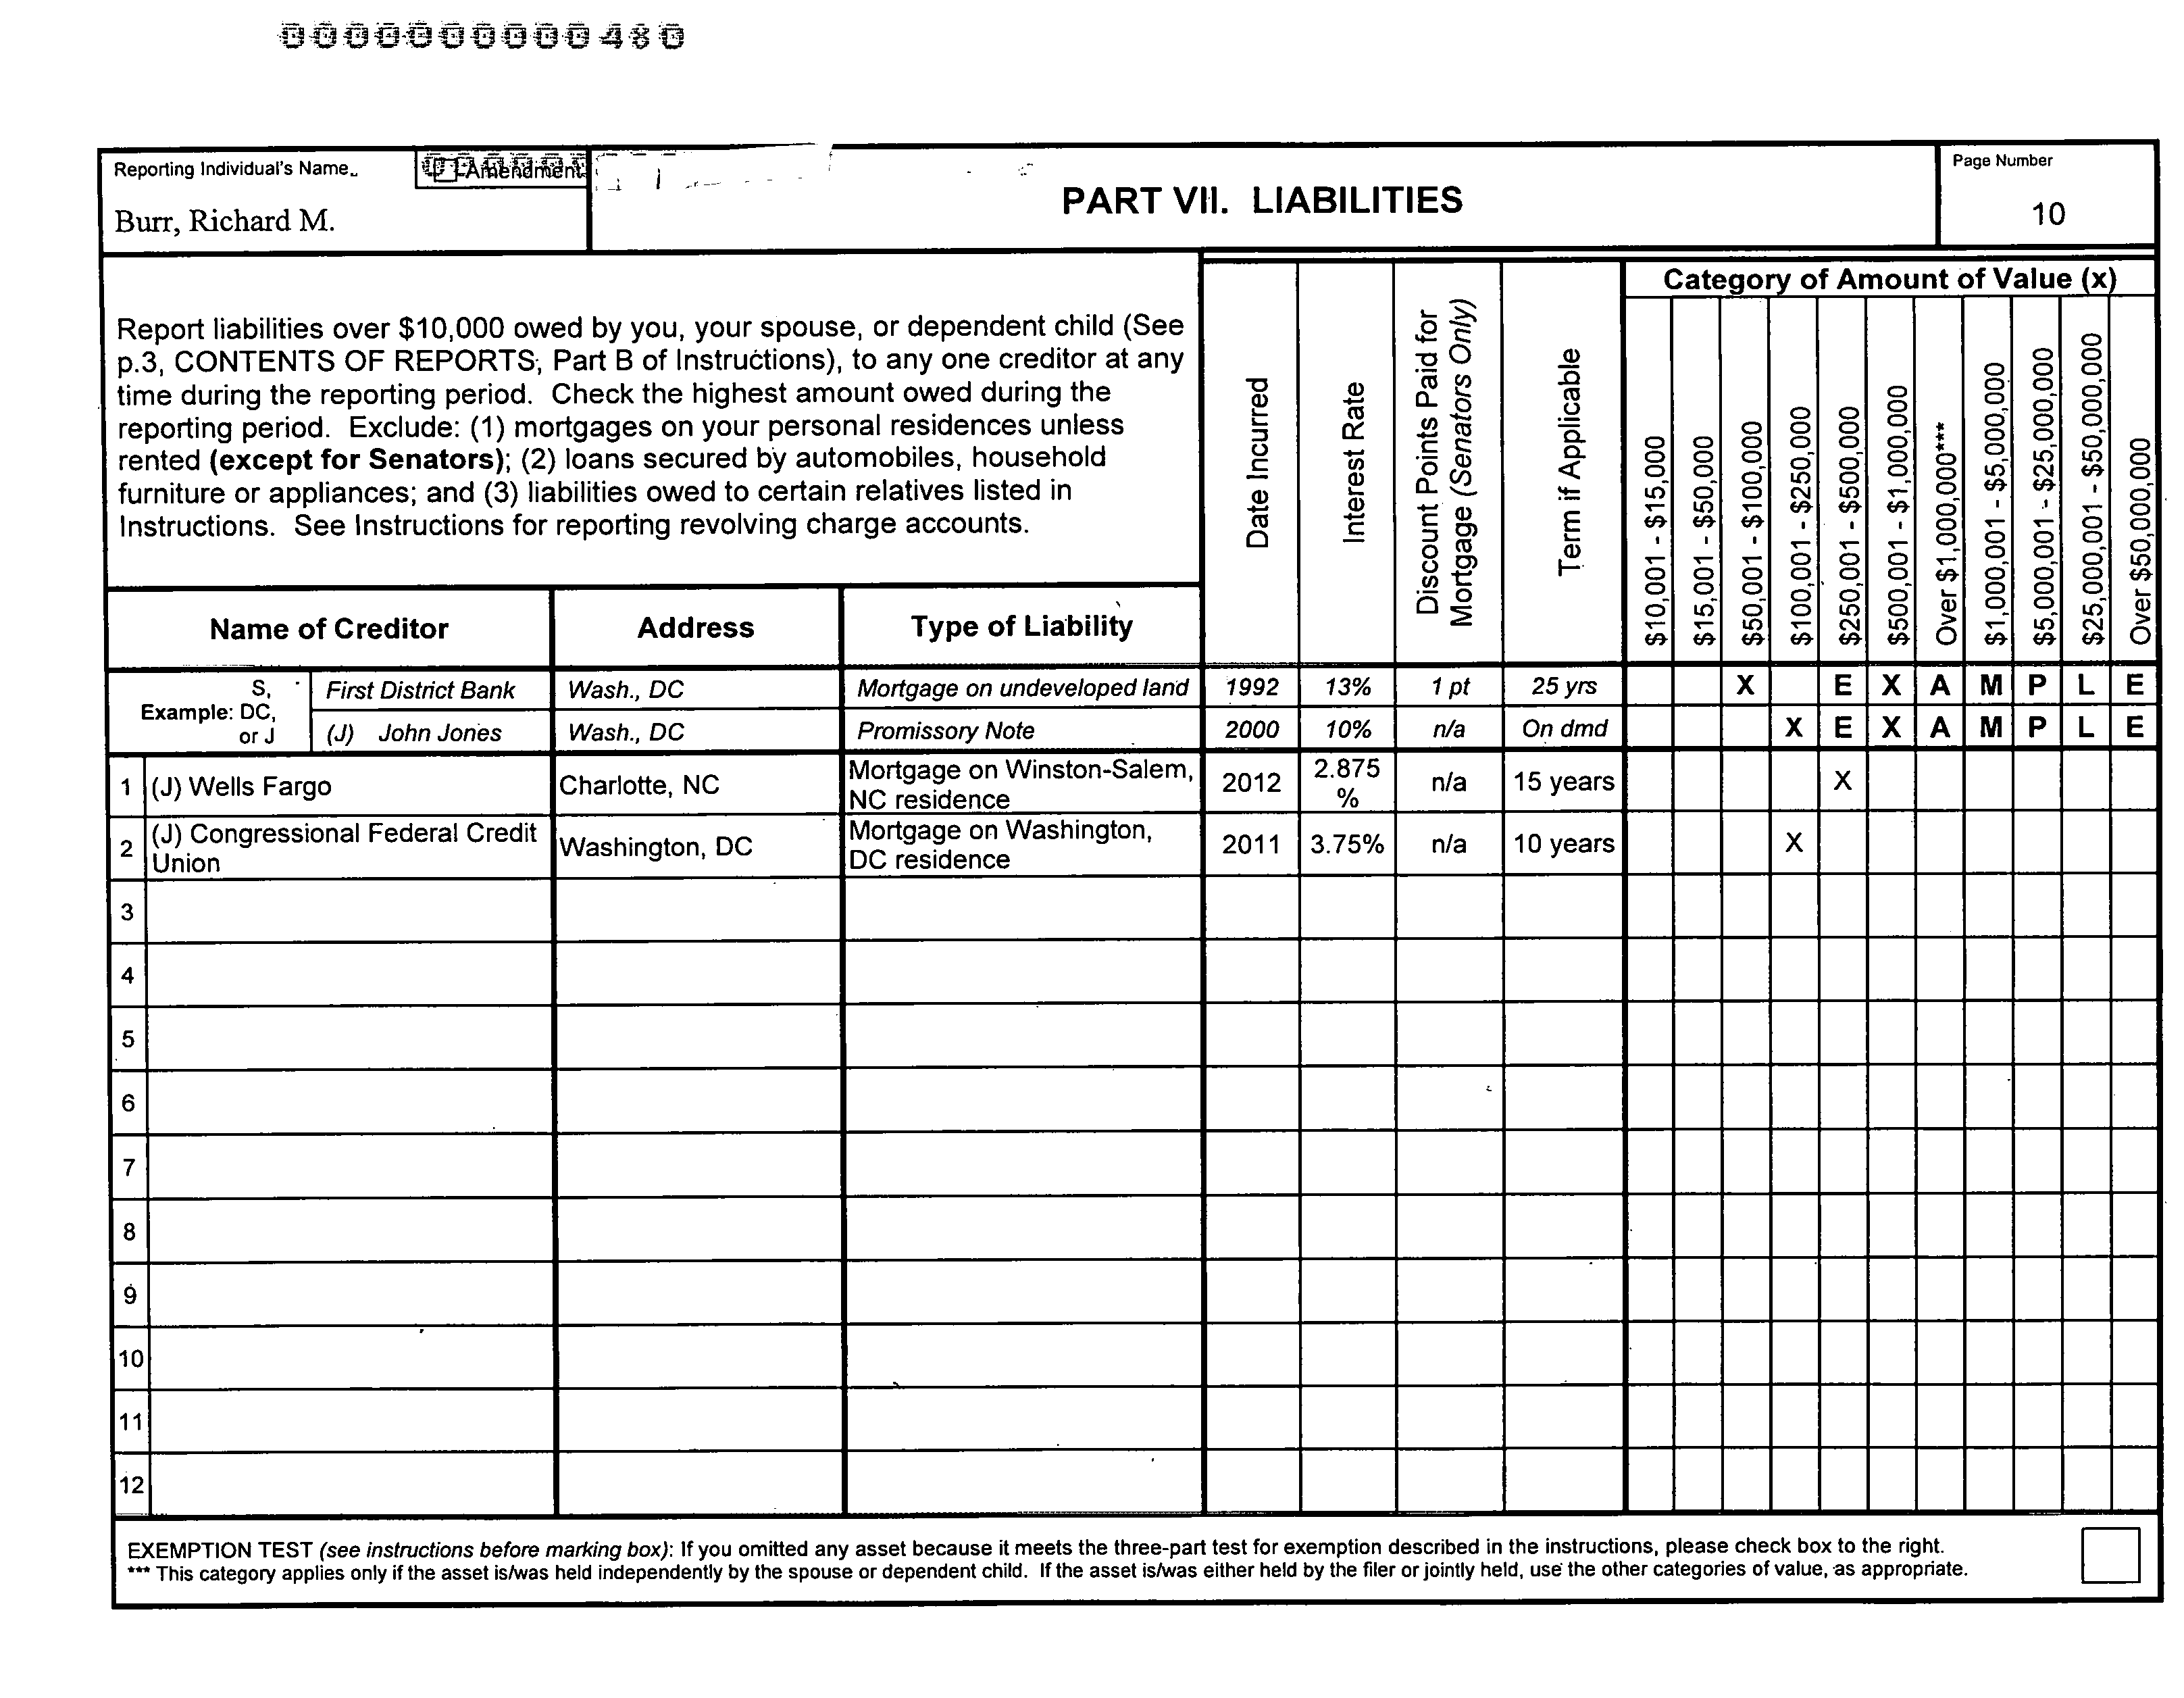 000000000480
Reporting Individual's Name
Amendment
Burr, Richard M.
PART VII. LIABILITIES
Page Number
10
Report liabilities over $10,000 owed by you, your spouse, or dependent child (See
p.3, CONTENTS OF REPORTS, Part B of Instructions), to any one creditor at any
time during the reporting period. Check the highest amount owed during the
reporting period. Exclude: (1) mortgages on your personal residences unless
rented (except for Senators); (2) loans secured by automobiles, household
furniture or appliances; and (3) liabilities owed to certain relatives listed in
Instructions. See Instructions for reporting revolving charge accounts.
Name of Creditor
Address
Type of Liability
Date Incurred
Interest Rate
Discount Points Paid for
Mortgage (Senators Only)
Term if Applicable
Category of Amount of Value (x)
$10,001 - $15,000
$15,001 - $50,000
$50,001 - $100,000
$100,001 - $250,000
$250,001 - $500,000
$500,001 - $1,000,000
Over $1,000,000***
$1,000,001 - $5,000,000
$5,000,001 - $25,000,000
$25,000,001 - $50,000,000
Over $50,000,000
Example: S,
DC,
or J
First District Bank Wash., DC Mortgage on undeveloped land 1992 13% 1 pt 25 yrs X E X A M P L E
(J) John Jones Wash., DC Promissory Note 2000 10% n/a On dmd X E X A M P L E
1 (J) Wells Fargo Charlotte, NC Mortgage on Winston-Salem, 2012 2.875 n/a 15 years X
NC residence %
2 (J) Congressional Federal Credit Washington, DC Mortgage on Washington, 2011 3.75% n/a 10 years X
Union DC residence
3
4
5
6
7
8
9
10
11
12
EXEMPTION TEST (see instructions before marking box): If you omitted any asset because it meets the three-part test for exemption described in the instructions, please check box to the right.
*** This category applies only if the asset is/was held independently by the spouse or dependent child. If the asset is/was either held by the filer or jointly held, use the other categories of value, as appropriate.